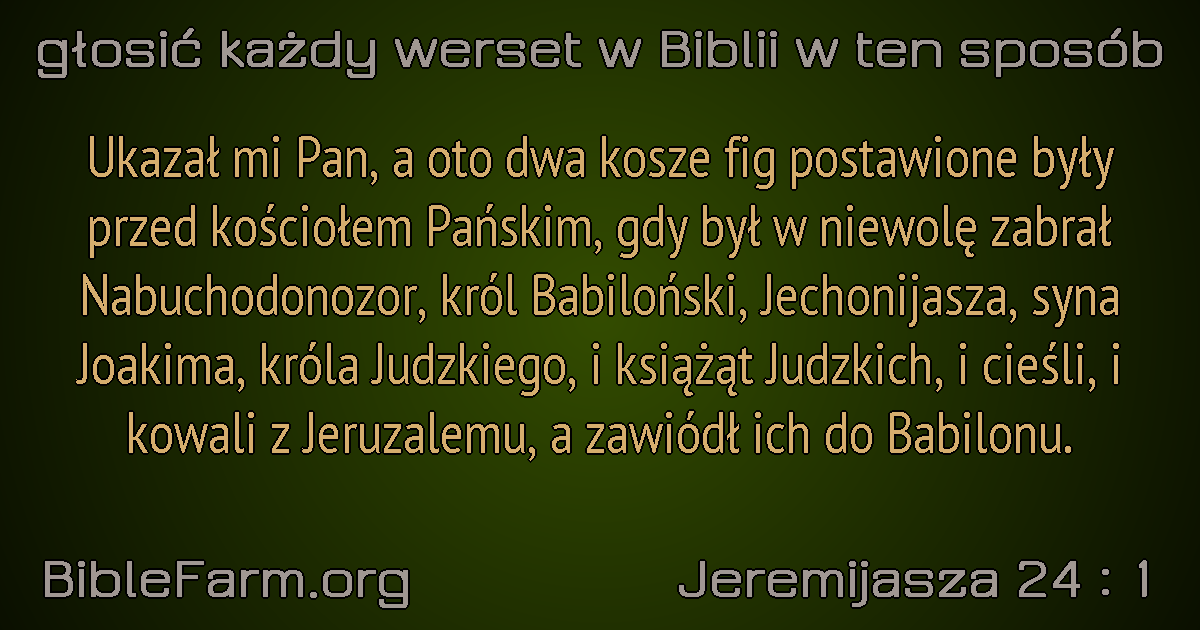 głosić każdy werset w Biblii w ten sposób
Ukazał mi Pan, a oto dwa kosze fig postawione były
przed kościołem Pańskim, gdy był w niewolę zabrał
Nabuchodonozor, król Babiloński, Jechonijasza, syna
Joakima, króla Judzkiego, i książąt Judzkich, i cieśli, i
kowali z Jeruzalemu, a zawiódł ich do Babilonu.
BibleFarm.org
Jeremijasza 24 : 1